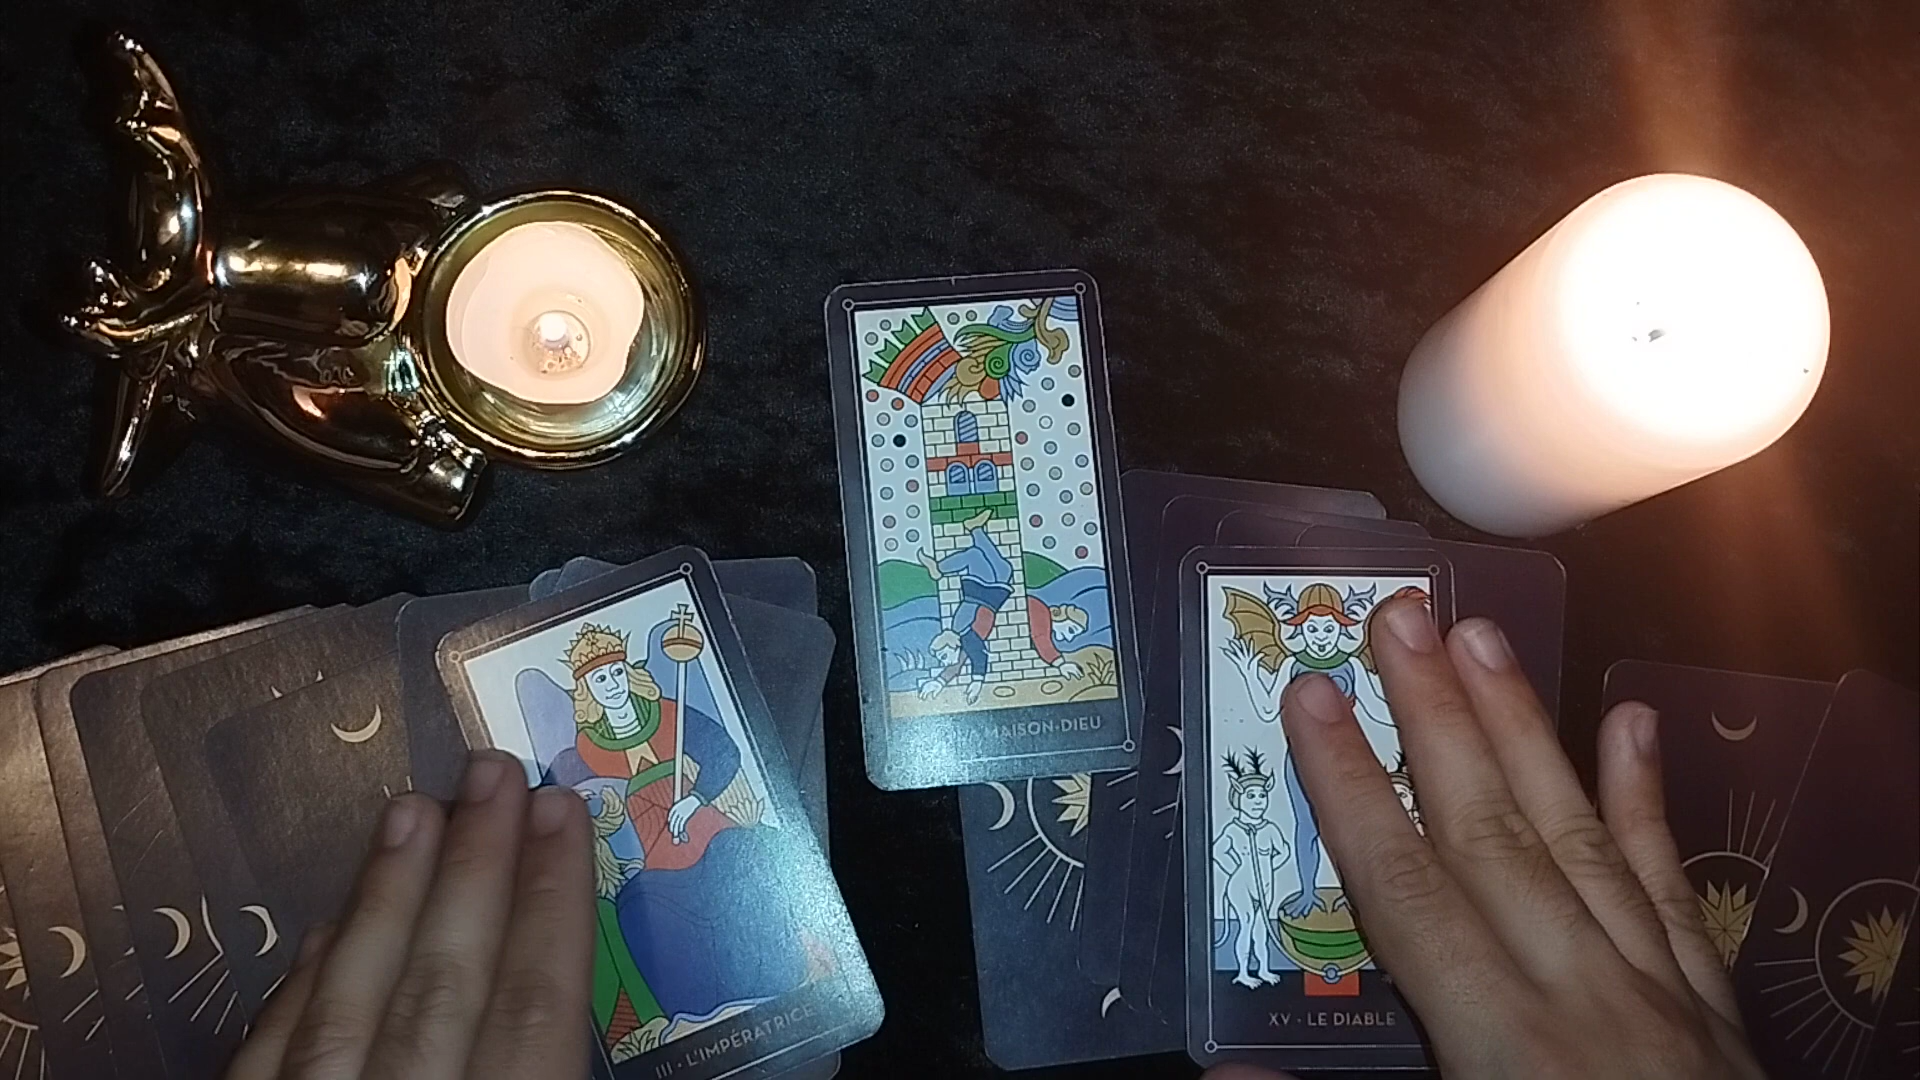 MAISON·DIEU
III · L'IMPÉRATRICE
XV · LE DIABLE